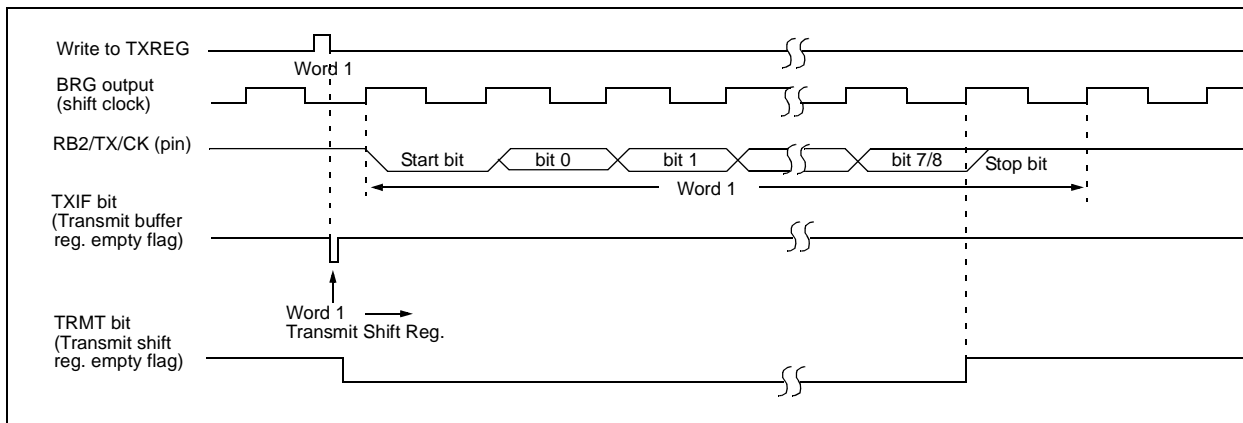 Write to TXREG
Word 1
BRG output
(shift clock)
RB2/TX/CK (pin)
Start bit
bit 0
bit 1
bit 7/8
Stop bit
Word 1
TXIF bit
(Transmit buffer
reg. empty flag)
Word 1
Transmit Shift Reg.
TRMT bit
(Transmit shift
reg. empty flag)